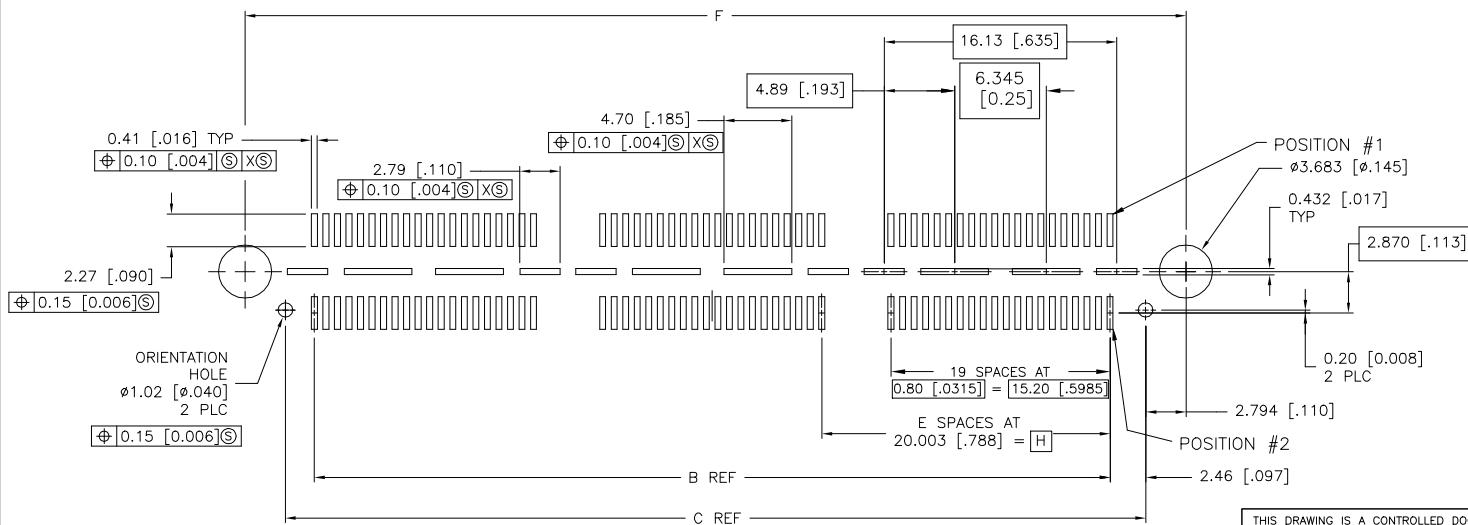 F
16.13 [.635]
4.89 [.193]
6.345
[0.25]
4.70 [.185]
⌖ 0.10 [.004]Ⓢ XⓈ
0.41 [.016] TYP
⌖ 0.10 [.004]Ⓢ XⓈ
2.79 [.110]
⌖ 0.10 [.004]Ⓢ XⓈ
POSITION #1
ø3.683 [ø.145]
0.432 [.017]
TYP
2.870 [.113]
2.27 [.090]
⌖ 0.15 [0.006]Ⓢ
ORIENTATION
HOLE
ø1.02 [ø.040]
2 PLC
⌖ 0.15 [0.006]Ⓢ
19 SPACES AT
0.80 [.0315] = 15.20 [.5985]
0.20 [0.008]
2 PLC
2.794 [.110]
E SPACES AT
20.003 [.788] = H
POSITION #2
B REF
2.46 [.097]
C REF
THIS DRAWING IS A CONTROLLED